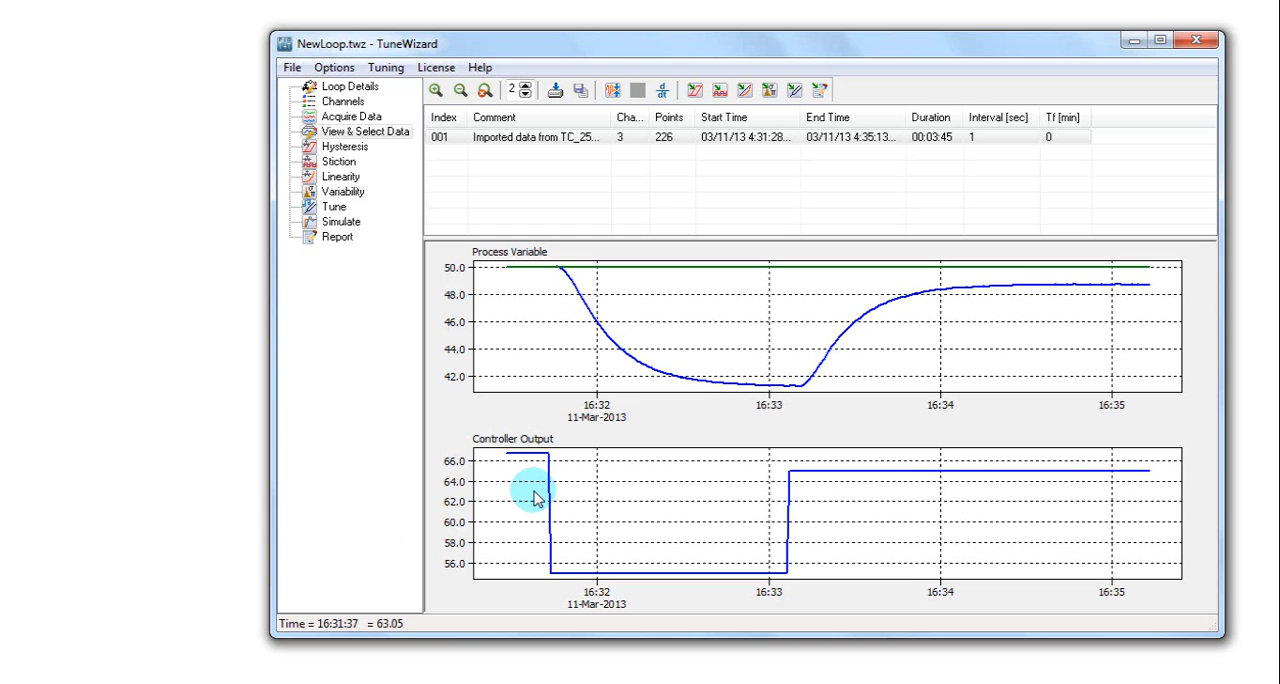 NewLoop.twz - TuneWizard
File Options Tuning License Help
Loop Details
Channels
Acquire Data
View & Select Data
Hysteresis
Stiction
Linearity
Variability
Tune
Simulate
Report
2
Index Comment Cha... Points Start Time End Time Duration Interval [sec] Tf [min]
001 Imported data from TC_25... 3 226 03/11/13 4:31:28... 03/11/13 4:35:13... 00:03:45 1 0
Process Variable
50.0
48.0
46.0
44.0
42.0
16:32 16:33 16:34 16:35
11-Mar-2013
Controller Output
66.0
64.0
62.0
60.0
58.0
56.0
16:32 16:33 16:34 16:35
11-Mar-2013
Time = 16:31:37 = 63.05